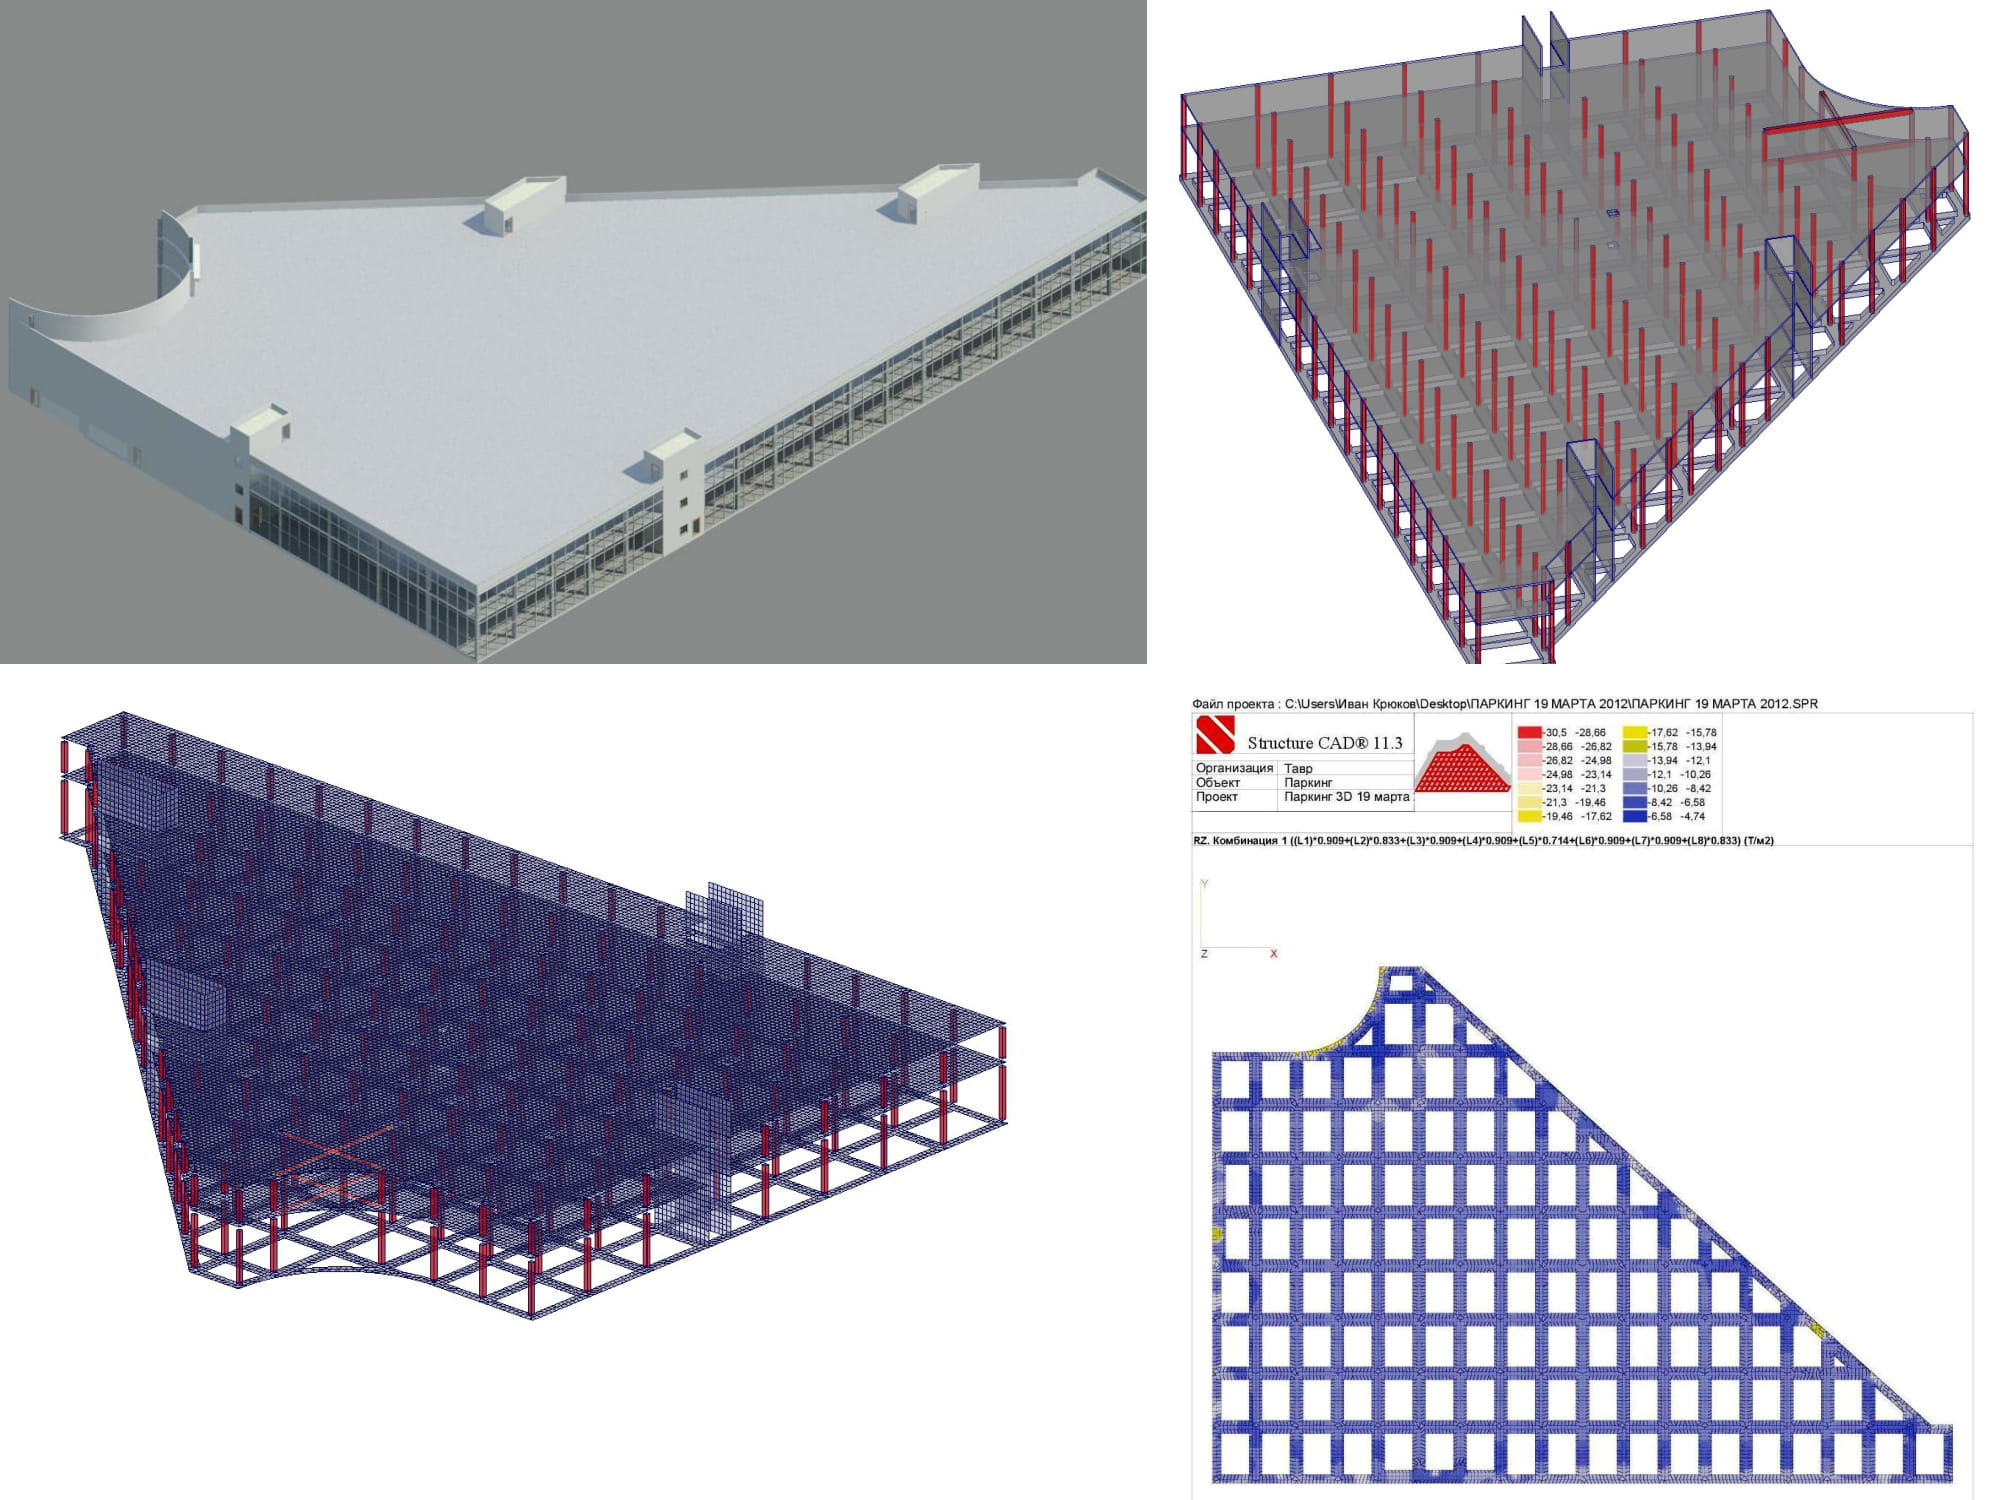 Файл проекта : C:\Users\Иван Крюков\Desktop\ПАРКИНГ 19 МАРТА 2012\ПАРКИНГ 19 МАРТА 2012.SPR
Structure CAD® 11.3
Организация Тавр
Объект Паркинг
Проект Паркинг 3D 19 марта
-30,5 -28,66 -17,62 -15,78
-28,66 -26,82 -15,78 -13,94
-26,82 -24,98 -13,94 -12,1
-24,98 -23,14 -12,1 -10,26
-23,14 -21,3 -10,26 -8,42
-21,3 -19,46 -8,42 -6,58
-19,46 -17,62 -6,58 -4,74
RZ. Комбинация 1 ((L1)*0.909+(L2)*0.833+(L3)*0.909+(L4)*0.909+(L5)*0.714+(L6)*0.909+(L7)*0.909+(L8)*0.833) (Т/м2)
Y
Z X